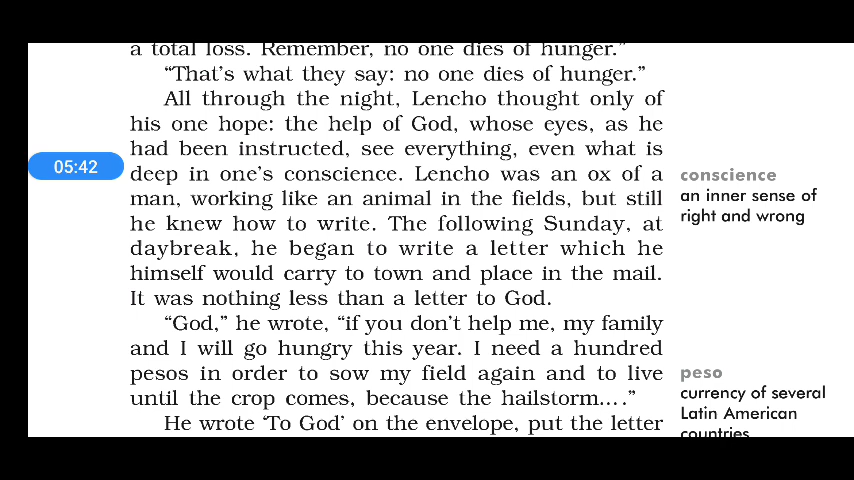 a total loss. Remember, no one dies of hunger.”
“That’s what they say: no one dies of hunger.”
All through the night, Lencho thought only of
his one hope: the help of God, whose eyes, as he
had been instructed, see everything, even what is
deep in one’s conscience. Lencho was an ox of a
man, working like an animal in the fields, but still
he knew how to write. The following Sunday, at
daybreak, he began to write a letter which he
himself would carry to town and place in the mail.
It was nothing less than a letter to God.
“God,” he wrote, “if you don’t help me, my family
and I will go hungry this year. I need a hundred
pesos in order to sow my field again and to live
until the crop comes, because the hailstorm....”
He wrote ‘To God’ on the envelope, put the letter
05:42
conscience
an inner sense of
right and wrong
peso
currency of several
Latin American
countries